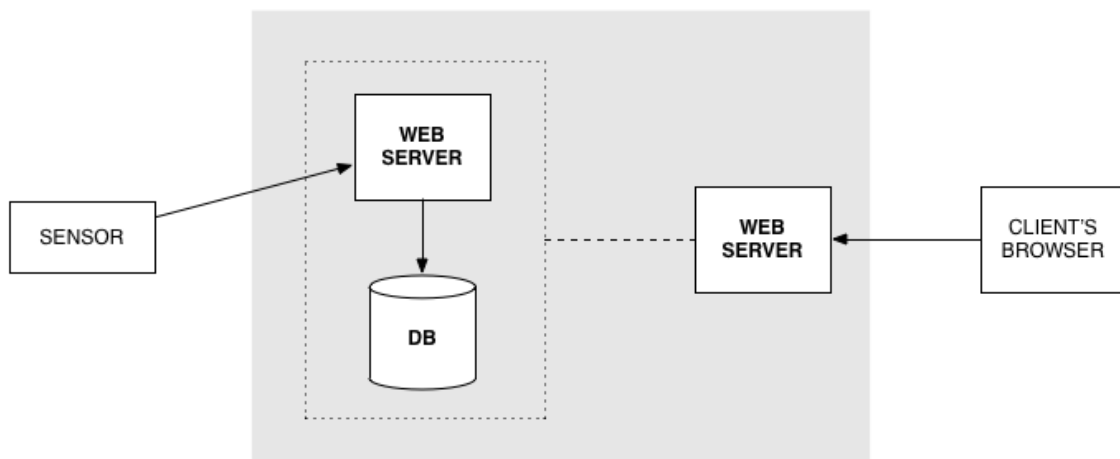 WEB
SERVER
SENSOR
DB
WEB
SERVER
CLIENT'S
BROWSER